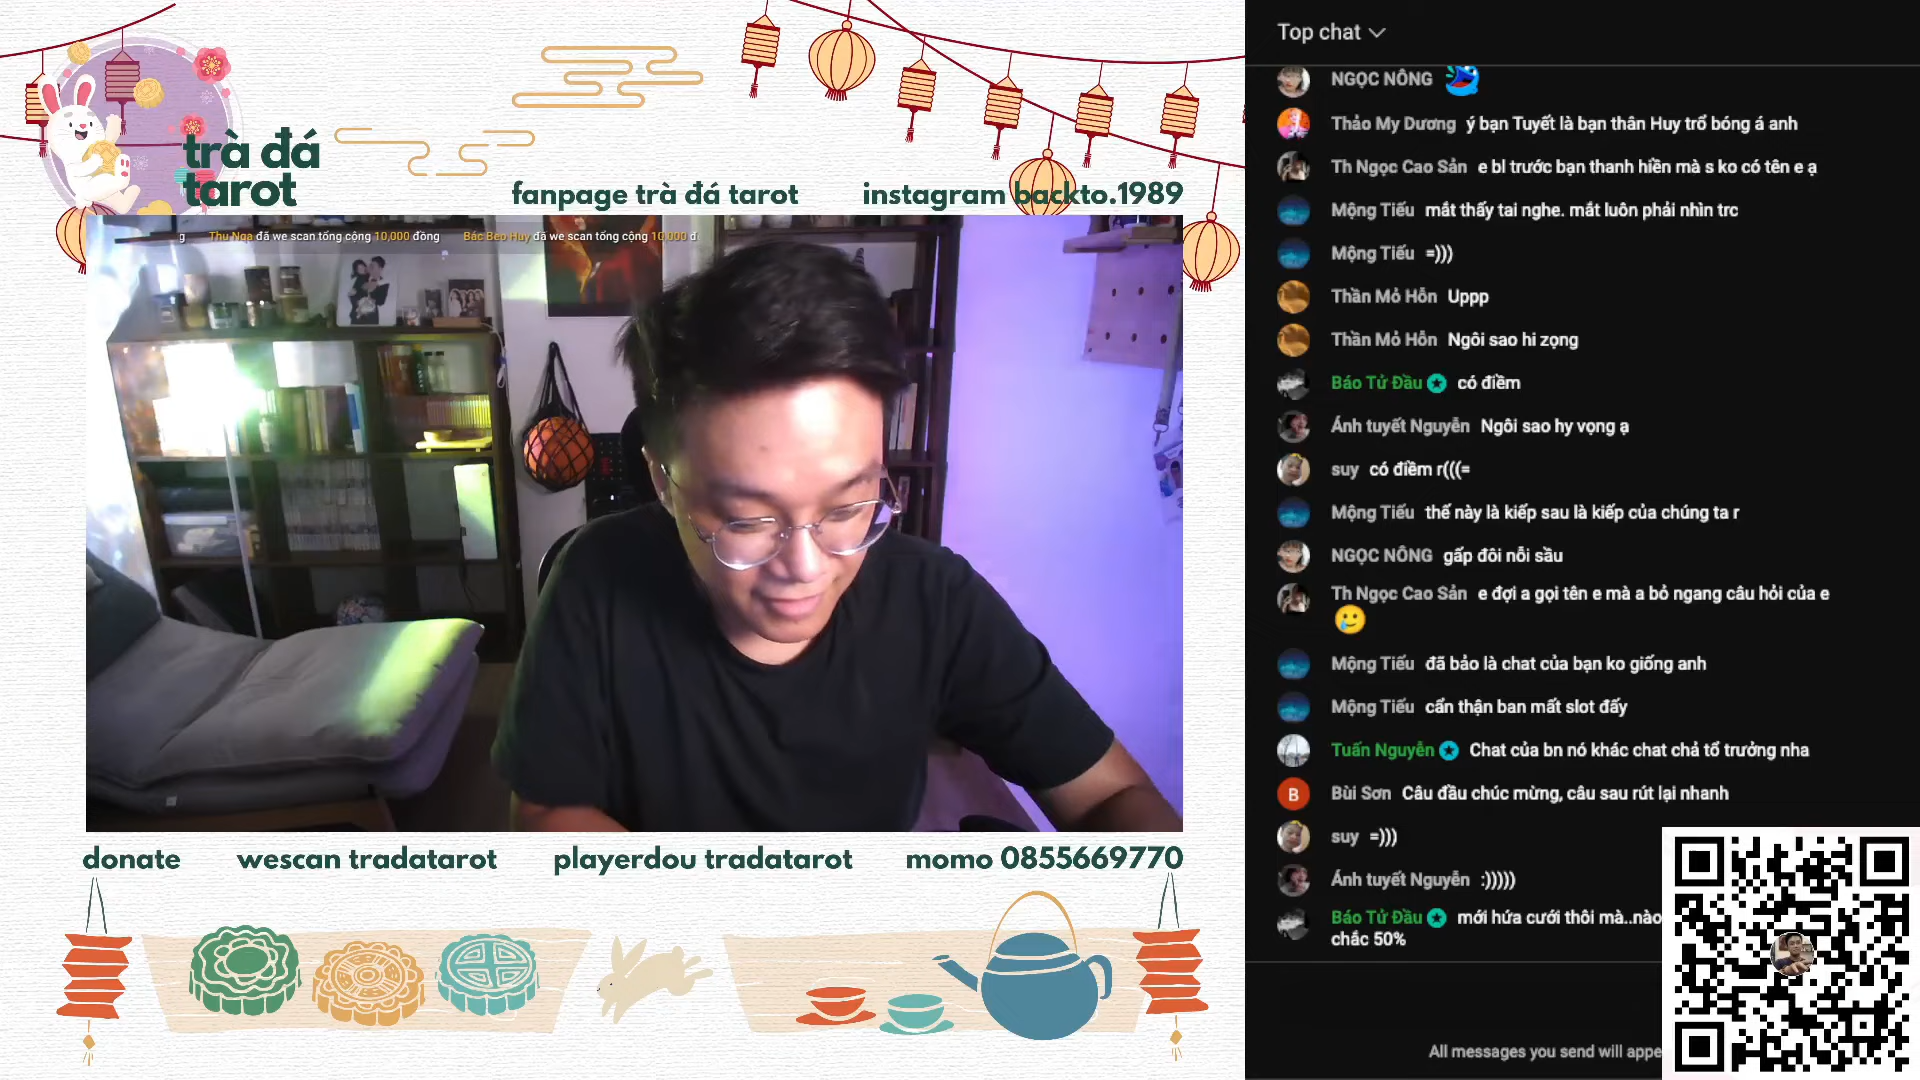 trà đá
tarot
fanpage trà đá tarot
instagram backto.1989
g Thu Nga đã we scan tổng cộng 10,000 đồng Bác Beo Huy đã we scan tổng cộng 10,000 đ
donate
wescan tradatarot
playerdou tradatarot
momo 0855669770
Top chat
NGỌC NÔNG
Thảo My Dương ý bạn Tuyết là bạn thân Huy trổ bóng á anh
Th Ngọc Cao Sản e bl trước bạn thanh hiền mà s ko có tên e ạ
Mộng Tiếu mắt thấy tai nghe. mắt luôn phải nhìn trc
Mộng Tiếu =)))
Thần Mỏ Hỗn Uppp
Thần Mỏ Hỗn Ngôi sao hi zọng
Báo Tử Đầu có điềm
Ánh tuyết Nguyễn Ngôi sao hy vọng ạ
suy có điềm r(((=
Mộng Tiếu thế này là kiếp sau là kiếp của chúng ta r
NGỌC NÔNG gấp đôi nỗi sầu
Th Ngọc Cao Sản e đợi a gọi tên e mà a bỏ ngang câu hỏi của e
Mộng Tiếu đã bảo là chat của bạn ko giống anh
Mộng Tiếu cẩn thận ban mất slot đấy
Tuấn Nguyễn Chat của bn nó khác chat chả tổ trưởng nha
B Bùi Sơn Câu đầu chúc mừng, câu sau rút lại nhanh
suy =)))
Ánh tuyết Nguyễn :)))))
Báo Tử Đầu mới hứa cưới thôi mà..nào
chắc 50%
All messages you send will appe